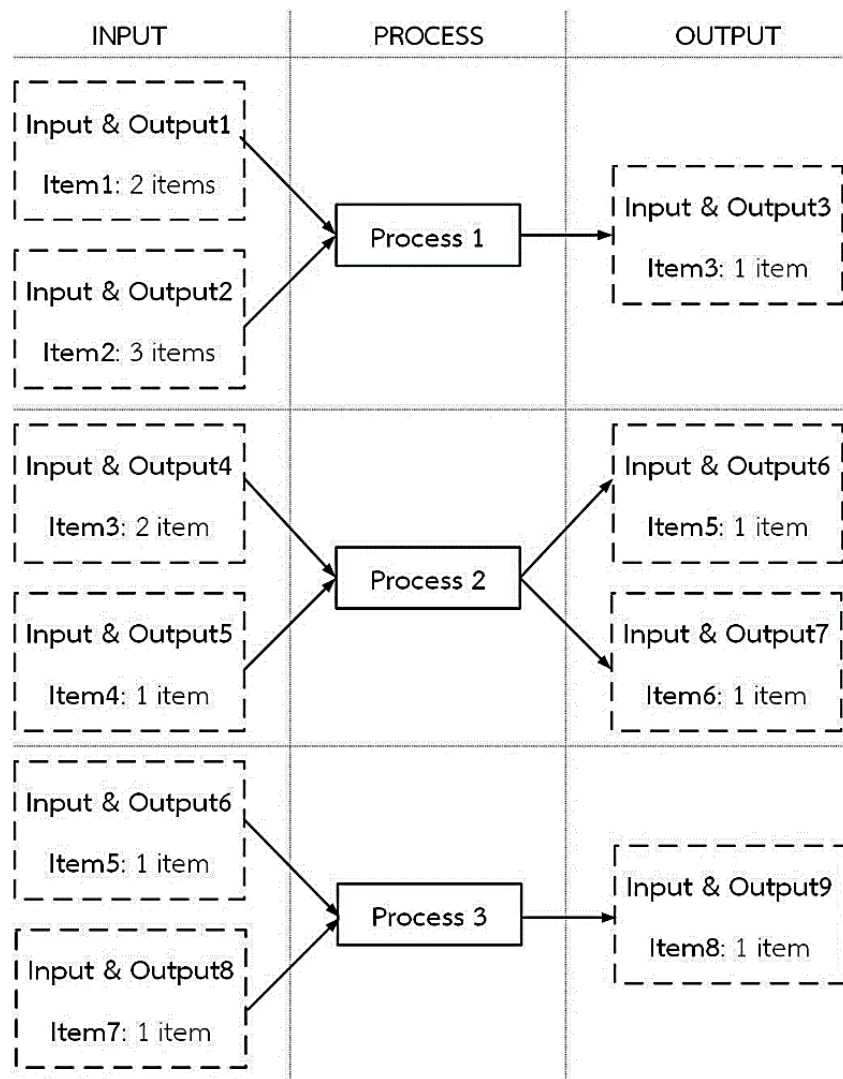 INPUT PROCESS OUTPUT
Input & Output1
Item1: 2 items
Input & Output2
Item2: 3 items
Process 1
Input & Output3
Item3: 1 item
Input & Output4
Item3: 2 item
Input & Output5
Item4: 1 item
Process 2
Input & Output6
Item5: 1 item
Input & Output7
Item6: 1 item
Input & Output6
Item5: 1 item
Input & Output8
Item7: 1 item
Process 3
Input & Output9
Item8: 1 item